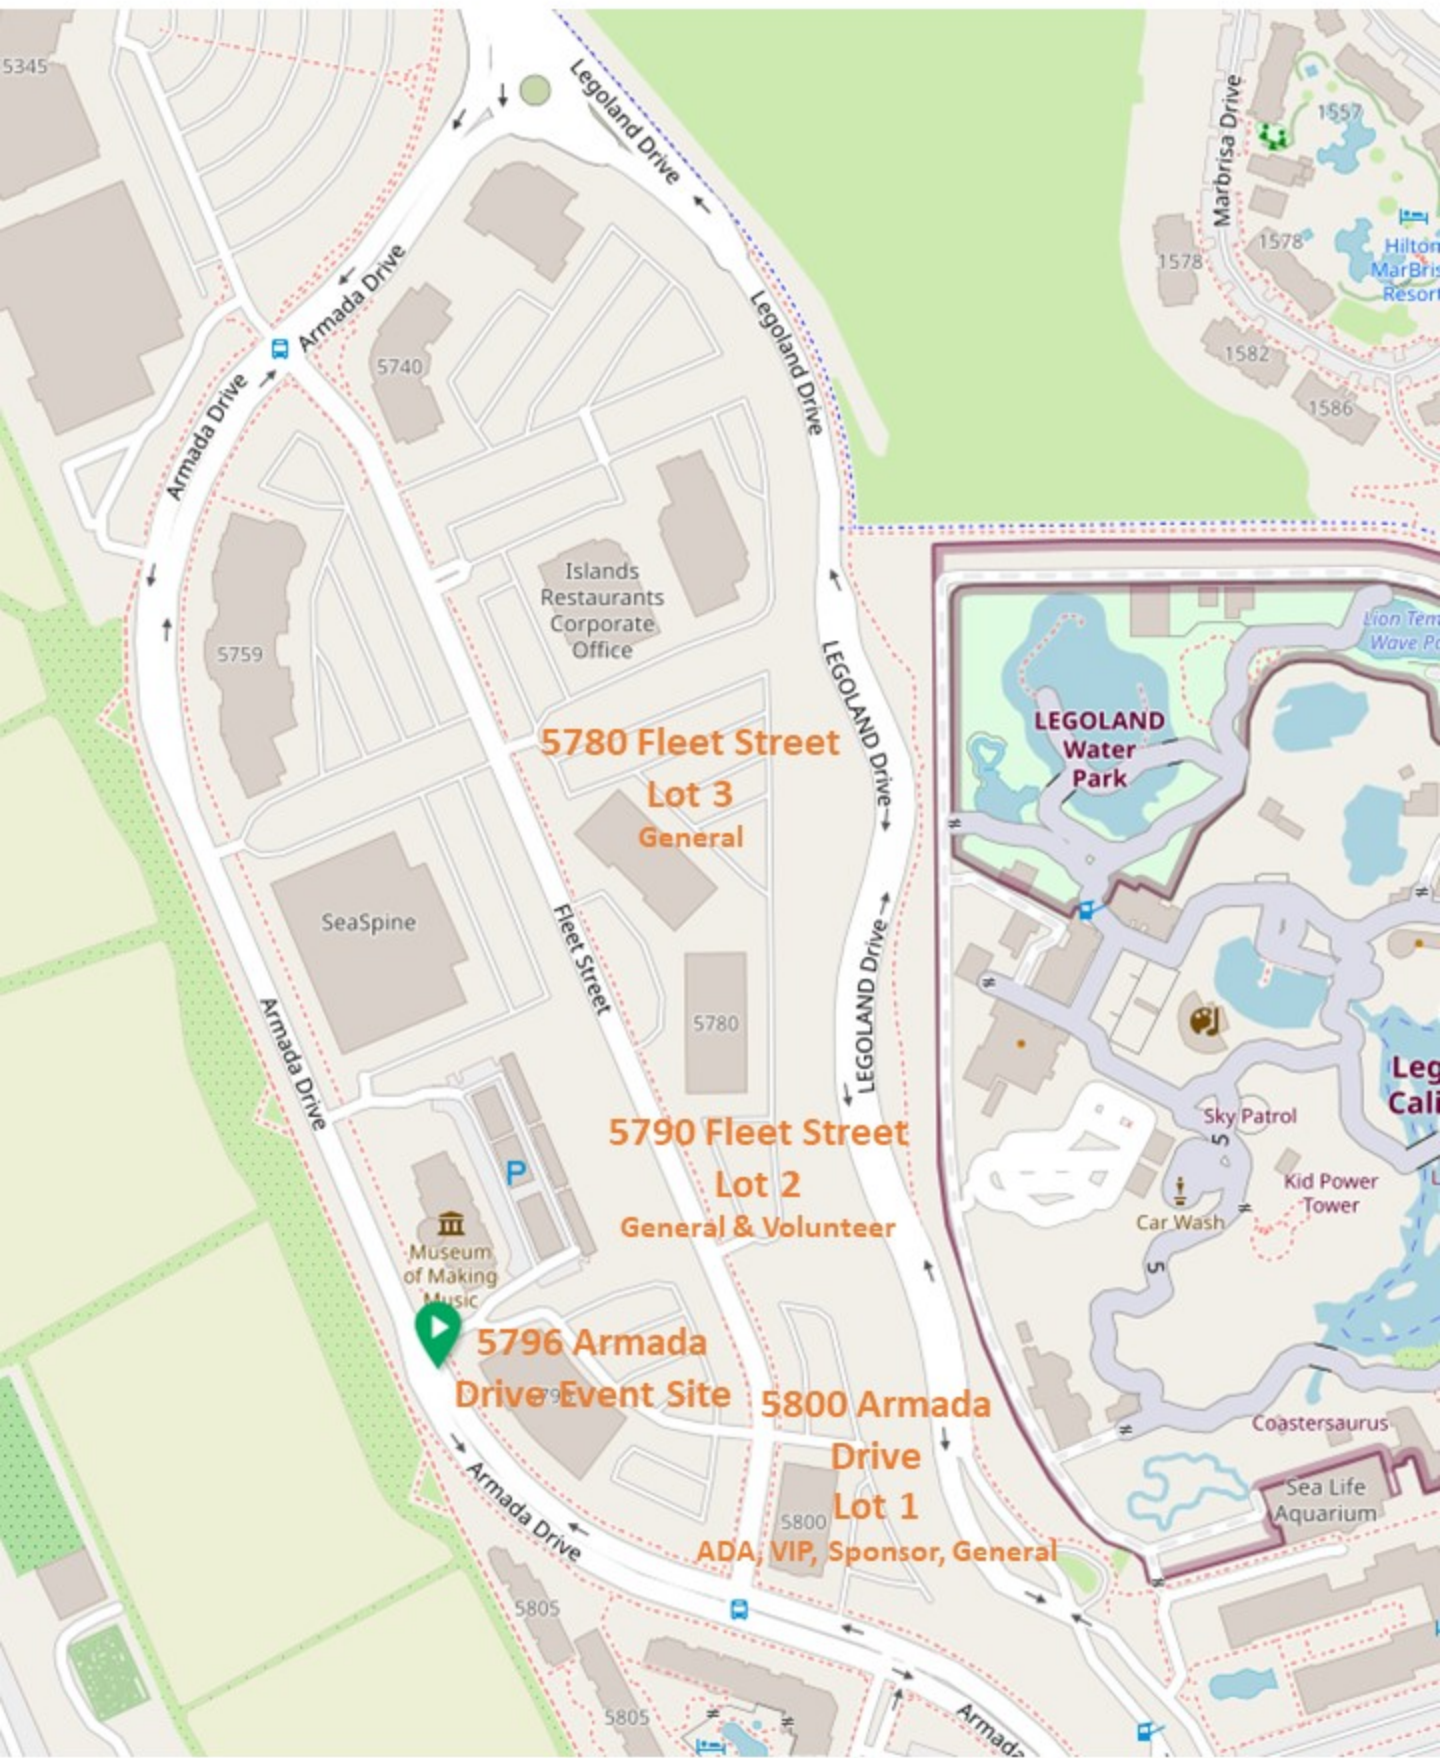 5345
Legoland Drive
Marbrisa Drive
1557
1578
1578
Hilton
MarBris
Resort
Armada Drive
Legoland Drive
5740
1582
1586
Armada Drive
Islands
Restaurants
Corporate
Office
5759
Lion Tem
Wave Po
LEGOLAND Drive
LEGOLAND
Water
Park
5780 Fleet Street
Lot 3
General
SeaSpine
Fleet Street
LEGOLAND Drive
5780
Armada Drive
Leg
Cali
Sky Patrol
5
5790 Fleet Street
Lot 2
General & Volunteer
P
Kid Power
Tower
Car Wash
Museum
of Making
Music
5
5796 Armada
Drive Event Site
5800 Armada
Drive
Lot 1
ADA, VIP, Sponsor, General
5800
Coastersaurus
Sea Life
Aquarium
Armada Drive
5805
5805
Armada